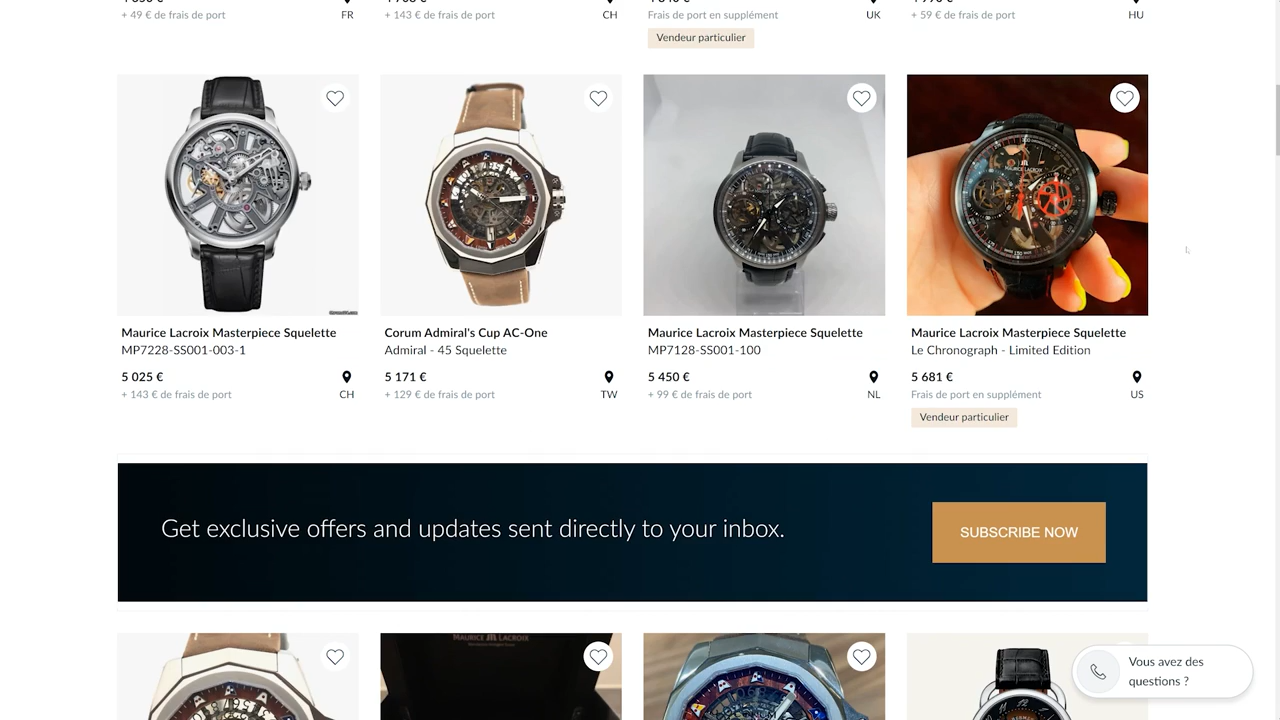 + 49 € de frais de port
FR
+ 143 € de frais de port
CH
Frais de port en supplément
UK
Vendeur particulier
+ 59 € de frais de port
HU
Maurice Lacroix Masterpiece Squelette
MP7228-SS001-003-1
5 025 €
+ 143 € de frais de port
CH
Corum Admiral's Cup AC-One
Admiral - 45 Squelette
5 171 €
+ 129 € de frais de port
TW
Maurice Lacroix Masterpiece Squelette
MP7128-SS001-100
5 450 €
+ 99 € de frais de port
NL
MAURICE LACROIX
Maurice Lacroix Masterpiece Squelette
Le Chronograph - Limited Edition
5 681 €
Frais de port en supplément
US
Vendeur particulier
Get exclusive offers and updates sent directly to your inbox.
SUBSCRIBE NOW
MAURICE LACROIX
Vous avez des
questions ?